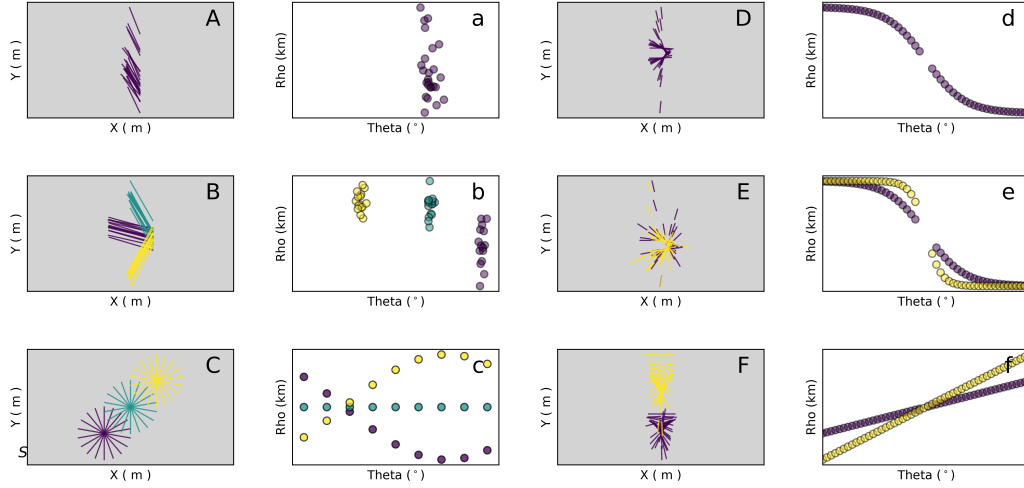 A
Y ( m )
X ( m )
a
Rho (km)
Theta (°)
D
Y ( m )
X ( m )
d
Rho (km)
Theta (°)
B
Y ( m )
X ( m )
b
Rho (km)
Theta (°)
E
Y ( m )
X ( m )
e
Rho (km)
Theta (°)
C
Y ( m )
S
X ( m )
c
Rho (km)
Theta (°)
F
Y ( m )
X ( m )
f
Rho (km)
Theta (°)